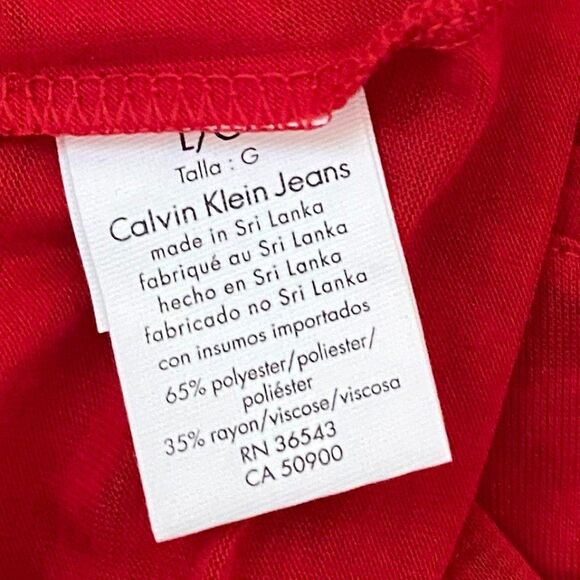 Talla : G
Calvin Klein Jeans
made in Sri Lanka
fabriqué au Sri Lanka
hecho en Sri Lanka
fabricado no Sri Lanka
con insumos importados
65% polyester/poliester/
poliéster
35% rayon/viscose/viscosa
RN 36543
CA 50900